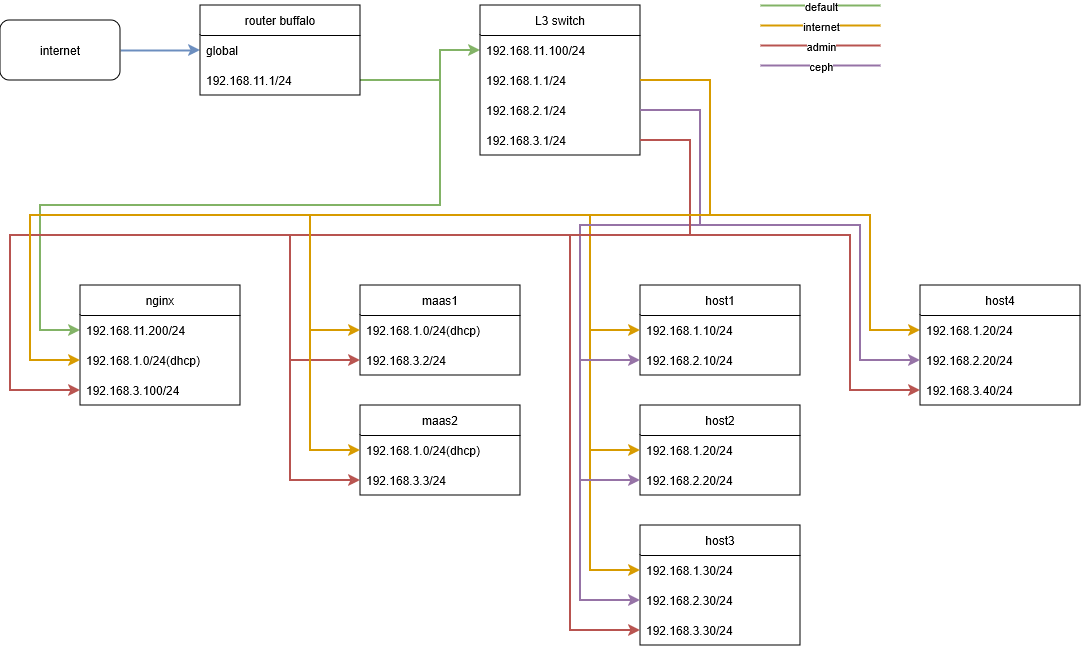 internet
router buffalo
global
192.168.11.1/24
L3 switch
192.168.11.100/24
192.168.1.1/24
192.168.2.1/24
192.168.3.1/24
default
internet
admin
ceph
nginx
192.168.11.200/24
192.168.1.0/24(dhcp)
192.168.3.100/24
maas1
192.168.1.0/24(dhcp)
192.168.3.2/24
maas2
192.168.1.0/24(dhcp)
192.168.3.3/24
host1
192.168.1.10/24
192.168.2.10/24
host2
192.168.1.20/24
192.168.2.20/24
host3
192.168.1.30/24
192.168.2.30/24
192.168.3.30/24
host4
192.168.1.20/24
192.168.2.20/24
192.168.3.40/24